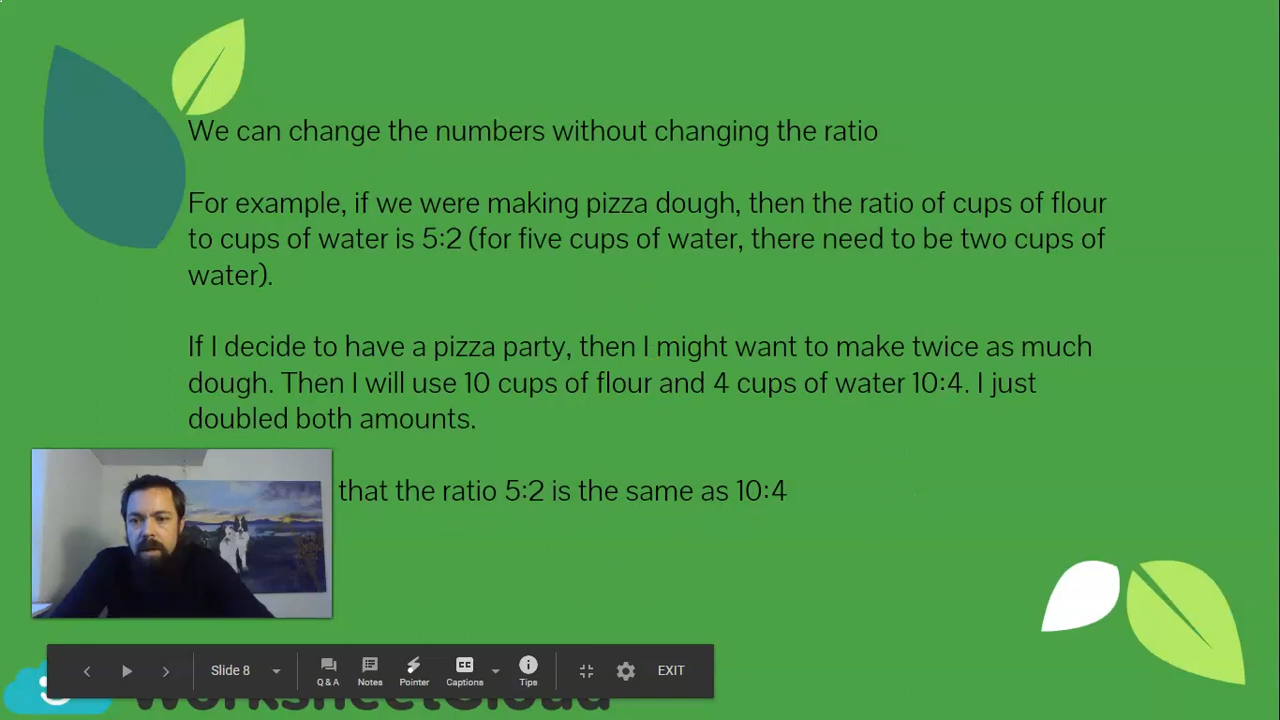 We can change the numbers without changing the ratio
For example, if we were making pizza dough, then the ratio of cups of flour
to cups of water is 5:2 (for five cups of water, there need to be two cups of
water).
If I decide to have a pizza party, then I might want to make twice as much
dough. Then I will use 10 cups of flour and 4 cups of water 10:4. I just
doubled both amounts.
that the ratio 5:2 is the same as 10:4
Slide 8
Q & A
Notes
Pointer
CC
Captions
Tips
EXIT
WorksheetCloud